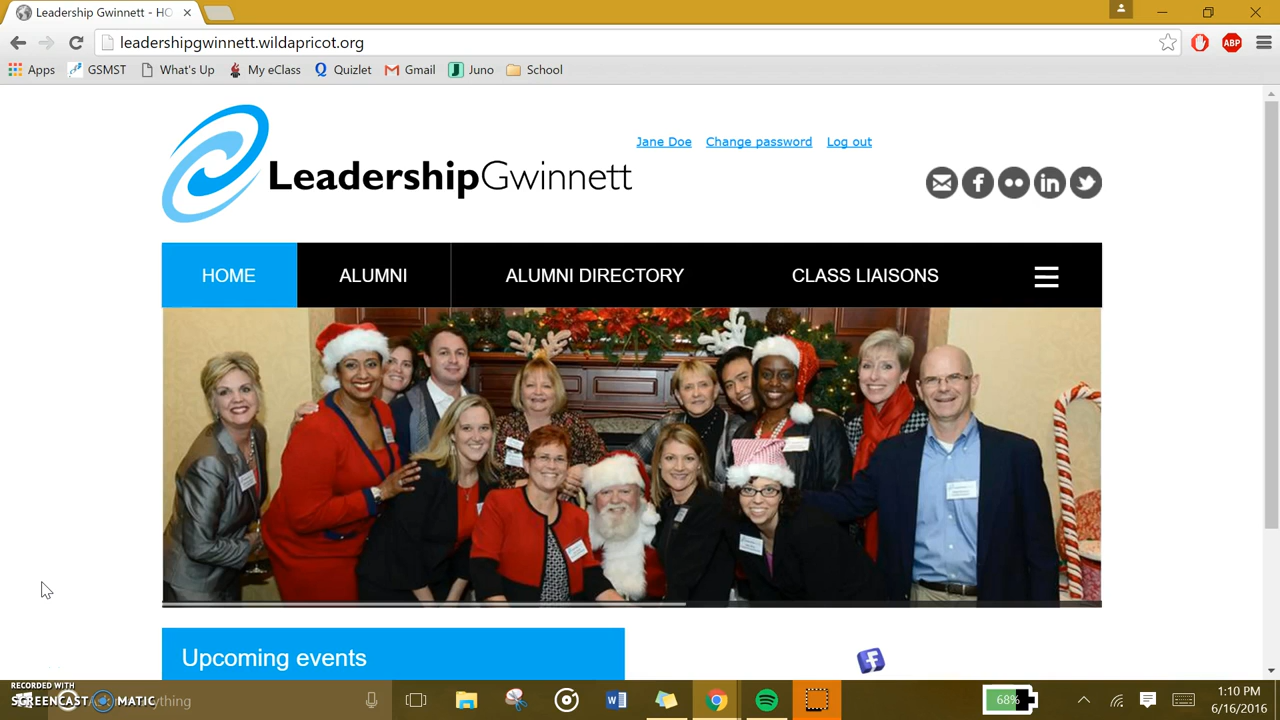 Leadership Gwinnett - HO
leadershipgwinnett.wildapricot.org
ABP
Apps GSMST What's Up My eClass Quizlet Gmail Juno School
Jane Doe Change password Log out
LeadershipGwinnett
HOME ALUMNI ALUMNI DIRECTORY CLASS LIAISONS
Upcoming events
RECORDED WITH
SCREENCAST MATIC
ything
68%
1:10 PM
6/16/2016